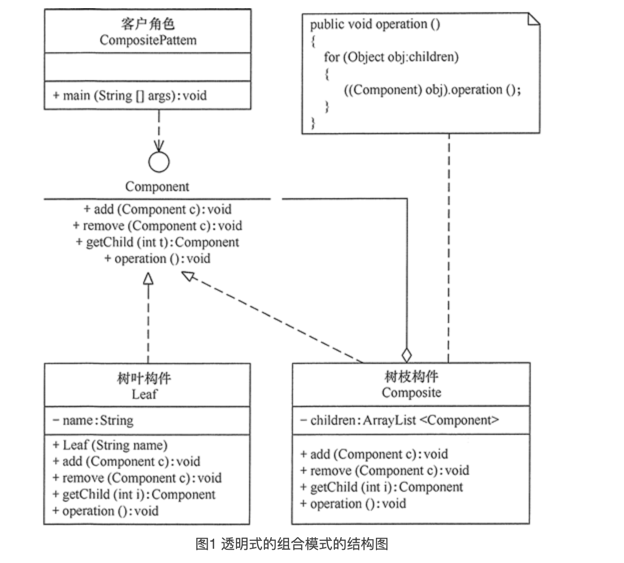 客户角色
CompositePattem
+ main (String [] args): void
public void operation ()
{
for (Object obj:children)
{
((Component) obj).operation ();
}
}
Component
+ add (Component c): void
+ remove (Component c): void
+ getChild (int t): Component
+ operation (): void
树叶构件
Leaf
- name: String
+ Leaf (String name)
+ add (Component c): void
+ remove (Component c): void
+ getChild (int i): Component
+ operation (): void
树枝构件
Composite
- children: ArrayList <Component>
+ add (Component c): void
+ remove (Component c): void
+ getChild (int i): Component
+ operation (): void
图1 透明式的组合模式的结构图